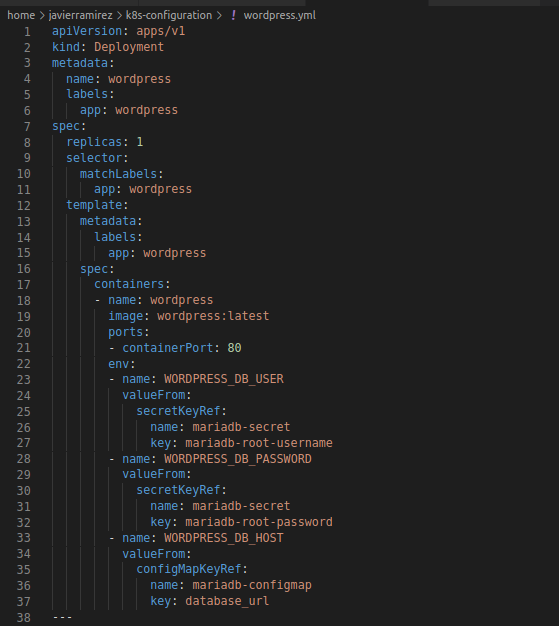 home > javierramirez > k8s-configuration > ! wordpress.yml
1 apiVersion: apps/v1
2 kind: Deployment
3 metadata:
4   name: wordpress
5   labels:
6     app: wordpress
7 spec:
8   replicas: 1
9   selector:
10     matchLabels:
11       app: wordpress
12   template:
13     metadata:
14       labels:
15         app: wordpress
16     spec:
17       containers:
18       - name: wordpress
19         image: wordpress:latest
20         ports:
21         - containerPort: 80
22         env:
23         - name: WORDPRESS_DB_USER
24           valueFrom:
25             secretKeyRef:
26               name: mariadb-secret
27               key: mariadb-root-username
28         - name: WORDPRESS_DB_PASSWORD
29           valueFrom:
30             secretKeyRef:
31               name: mariadb-secret
32               key: mariadb-root-password
33         - name: WORDPRESS_DB_HOST
34           valueFrom:
35             configMapKeyRef:
36               name: mariadb-configmap
37               key: database_url
38 ---